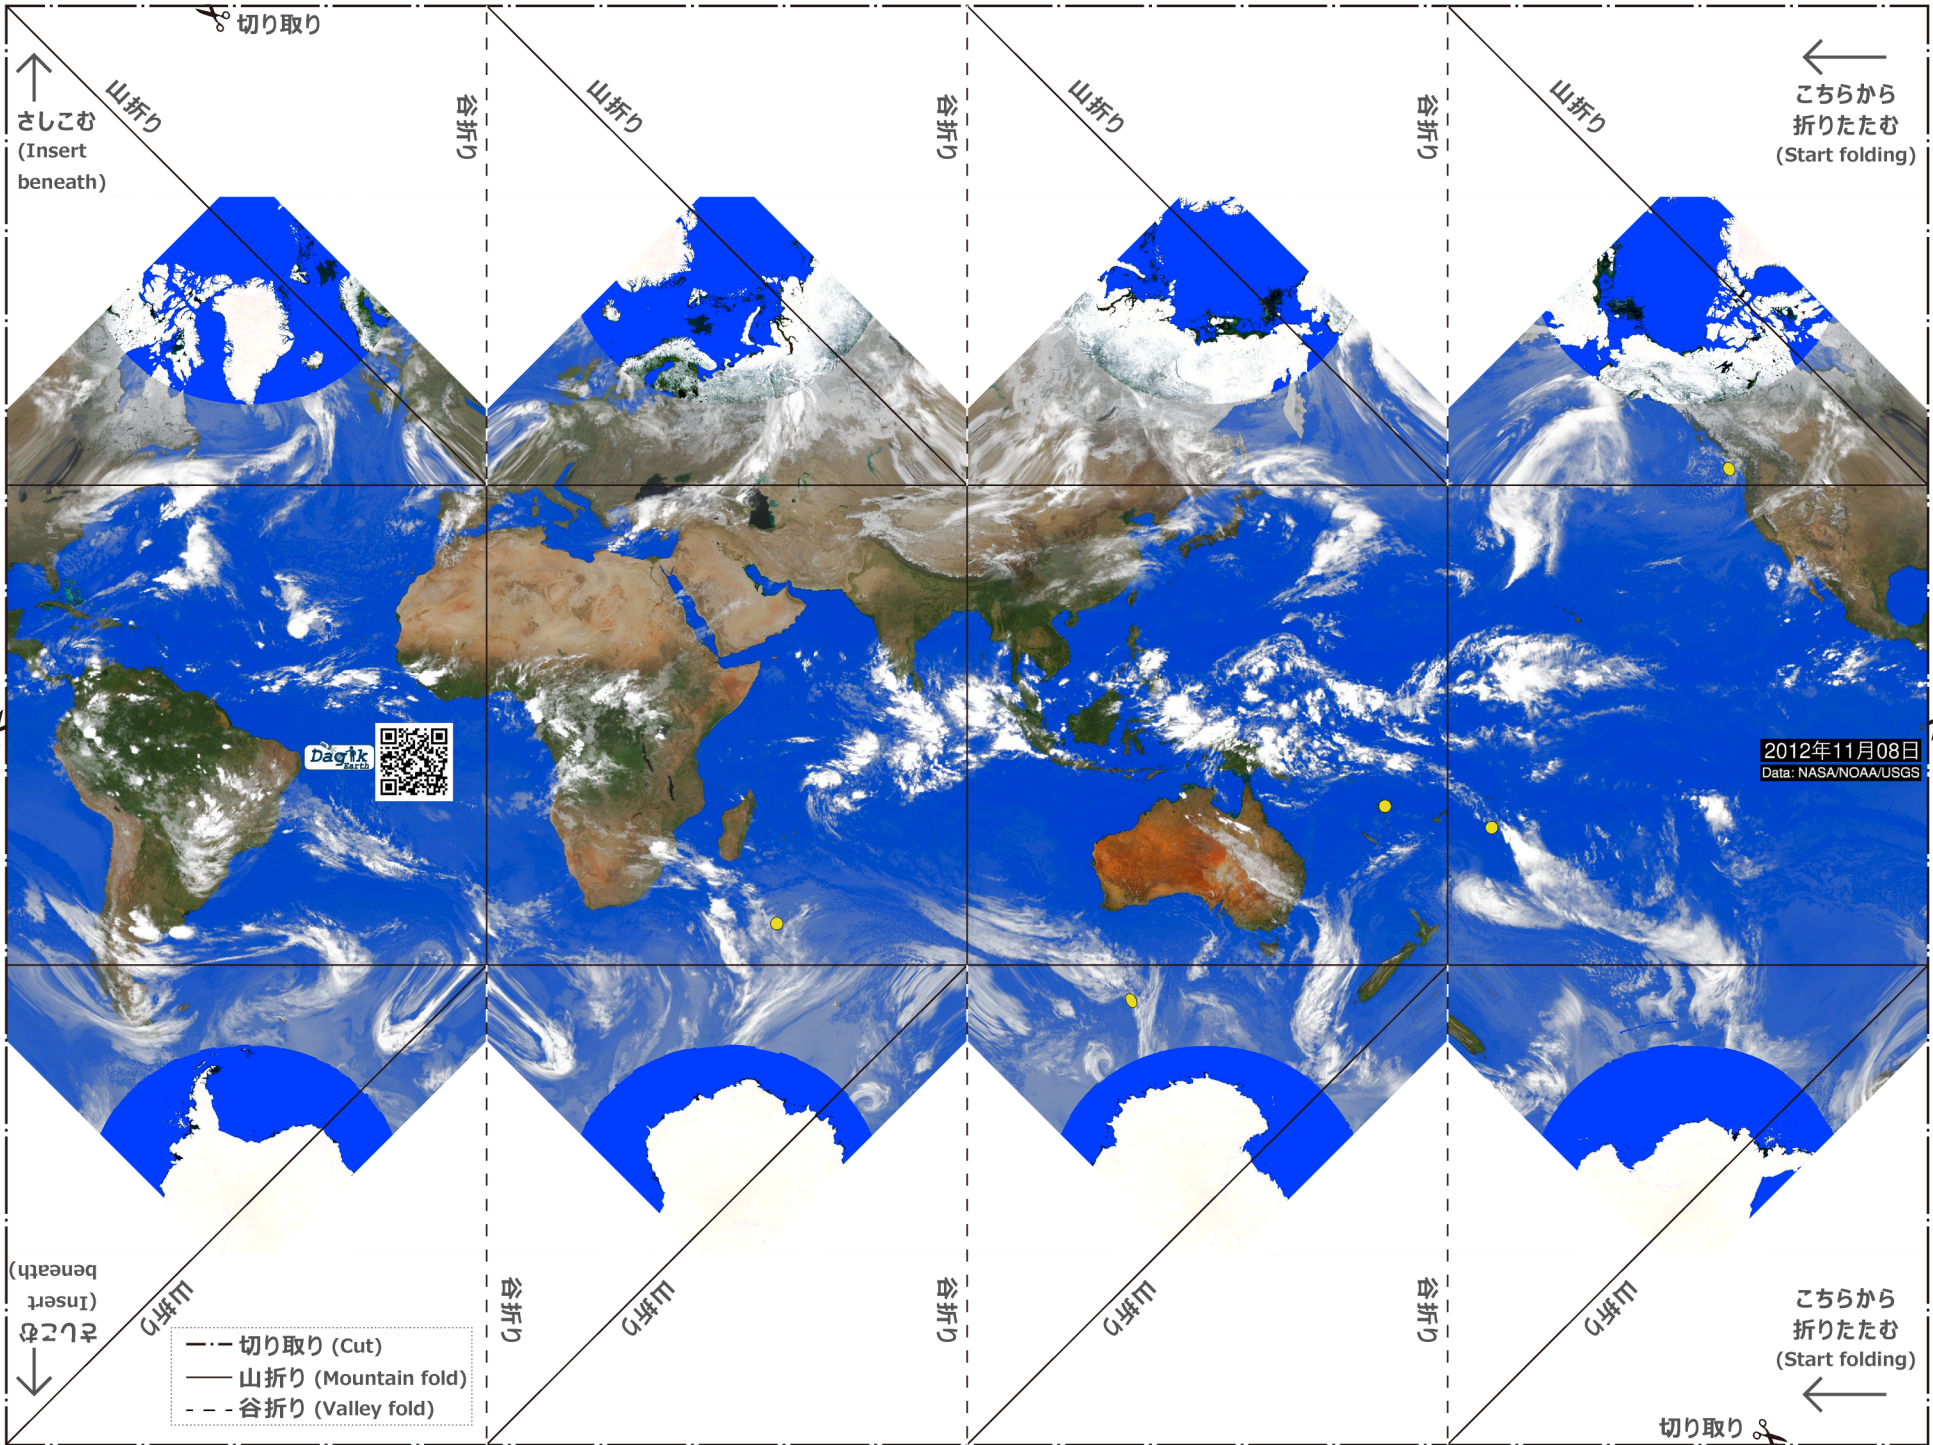 切り取り
さしこむ
(Insert
beneath)
山折り
谷折り
山折り
谷折り
山折り
谷折り
山折り
こちらから
折りたたむ
(Start folding)
Dagik
Earth
2012年11月08日
Data: NASA/NOAA/USGS
さしこむ
(Insert
beneath)
山折り
谷折り
山折り
谷折り
山折り
谷折り
山折り
こちらから
折りたたむ
(Start folding)
切り取り (Cut)
山折り (Mountain fold)
谷折り (Valley fold)
切り取り